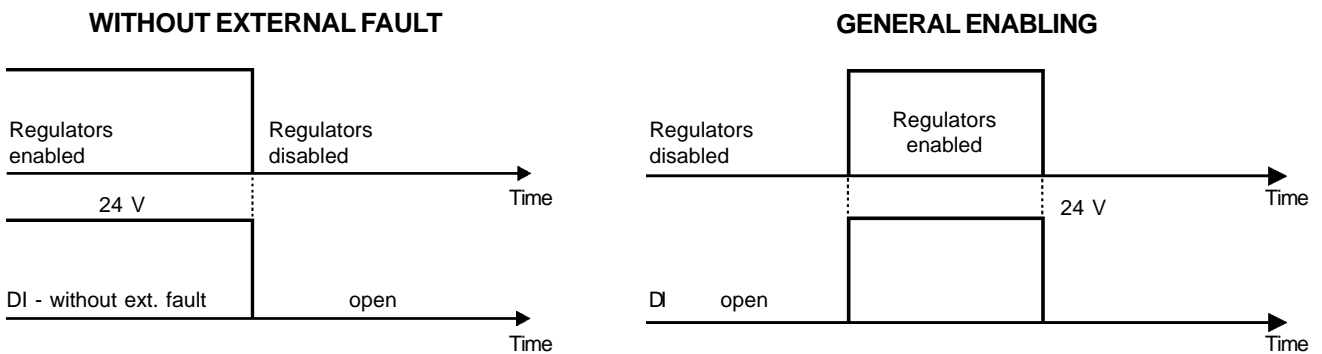 WITHOUT EXTERNAL FAULT
Regulators
enabled
Regulators
disabled
Time
24 V
DI - without ext. fault
open
Time
GENERAL ENABLING
Regulators
disabled
Regulators
enabled
Time
24 V
DI
open
Time